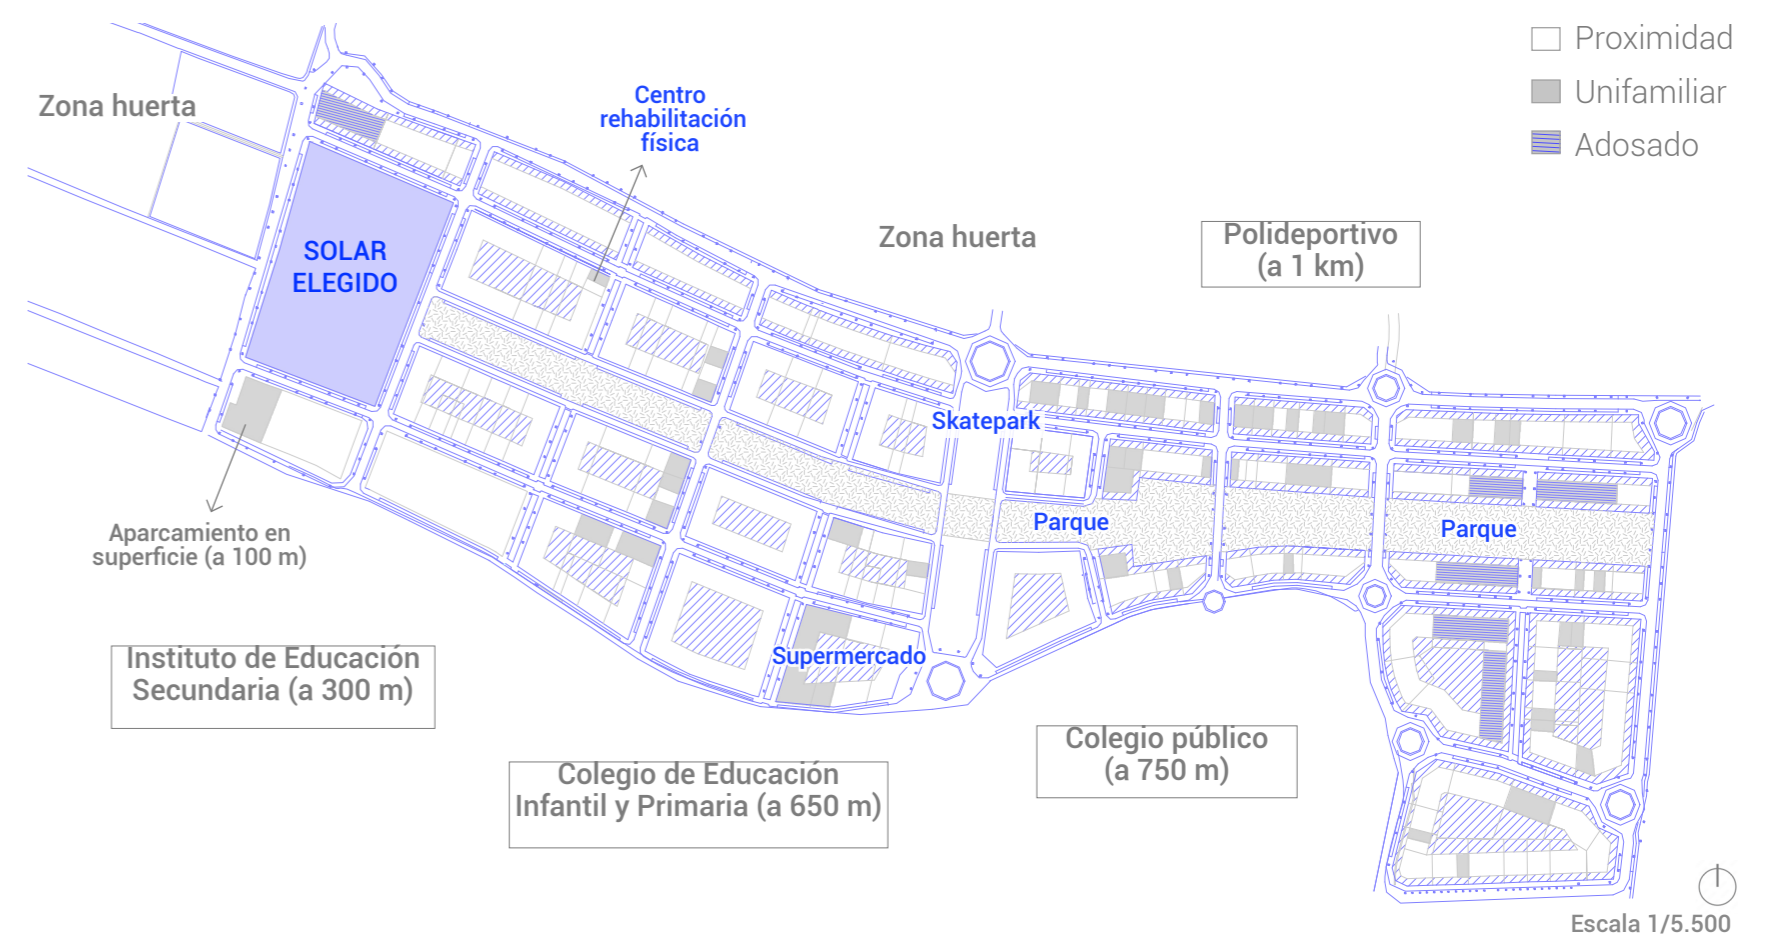 Proximidad
Unifamiliar
Adosado
Zona huerta
Centro
rehabilitación
física
SOLAR
ELEGIDO
Zona huerta
Polideportivo
(a 1 km)
Skatepark
Parque
Parque
Aparcamiento en
superficie (a 100 m)
Supermercado
Instituto de Educación
Secundaria (a 300 m)
Colegio de Educación
Infantil y Primaria (a 650 m)
Colegio público
(a 750 m)
Escala 1/5.500